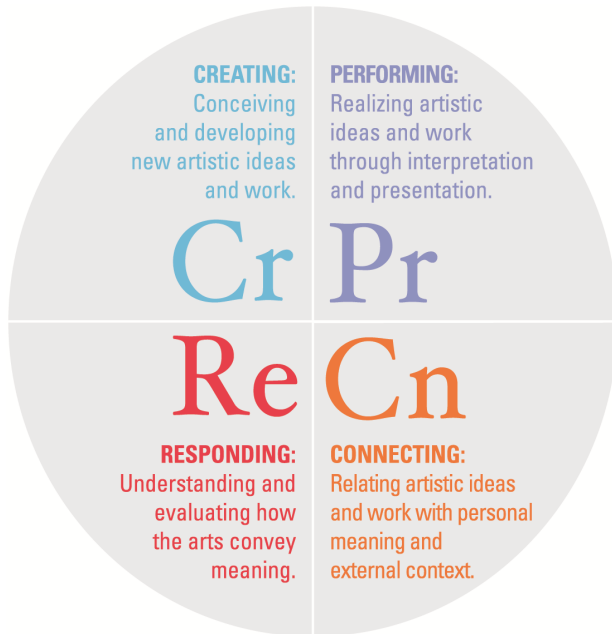 CREATING:
Conceiving
and developing
new artistic ideas
and work.
Cr
PERFORMING:
Realizing artistic
ideas and work
through interpretation
and presentation.
Pr
Re
RESPONDING:
Understanding and
evaluating how
the arts convey
meaning.
Cn
CONNECTING:
Relating artistic ideas
and work with personal
meaning and
external context.